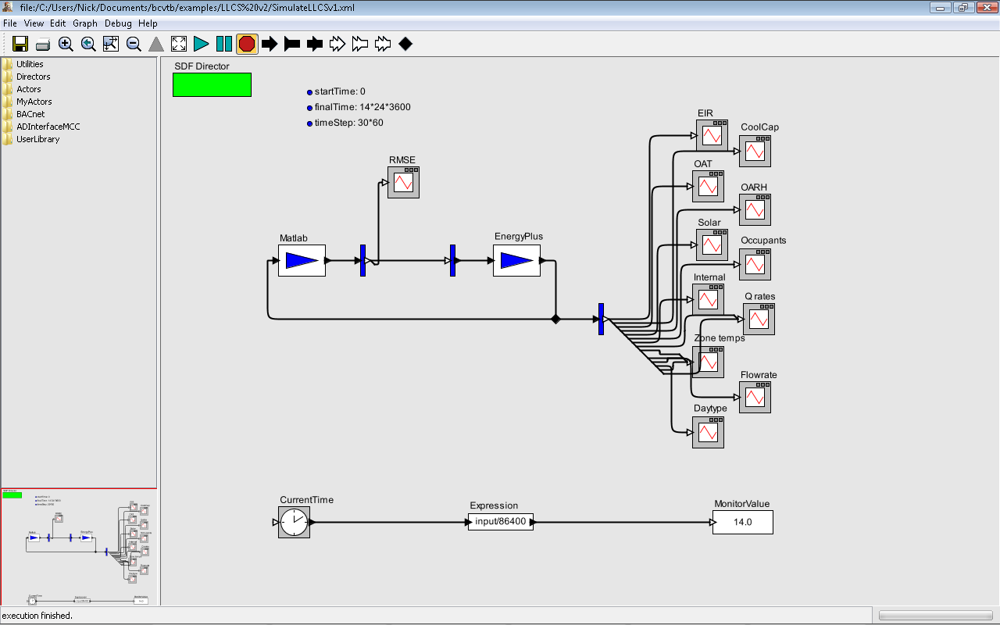 file:/C:/Users/Nick/Documents/bcvtb/examples/LLCS%20v2/SimulateLLCSv1.xml
File View Edit Graph Debug Help
Utilities
Directors
Actors
MyActors
BACnet
ADInterfaceMCC
UserLibrary
SDF Director
startTime: 0
finalTime: 14*24*3600
timeStep: 30*60
RMSE
Matlab
EnergyPlus
EIR
CoolCap
OAT
OARH
Solar
Occupants
Internal
Q rates
Zone temps
Flowrate
Daytype
CurrentTime
Expression
input/86400
MonitorValue
14.0
execution finished.